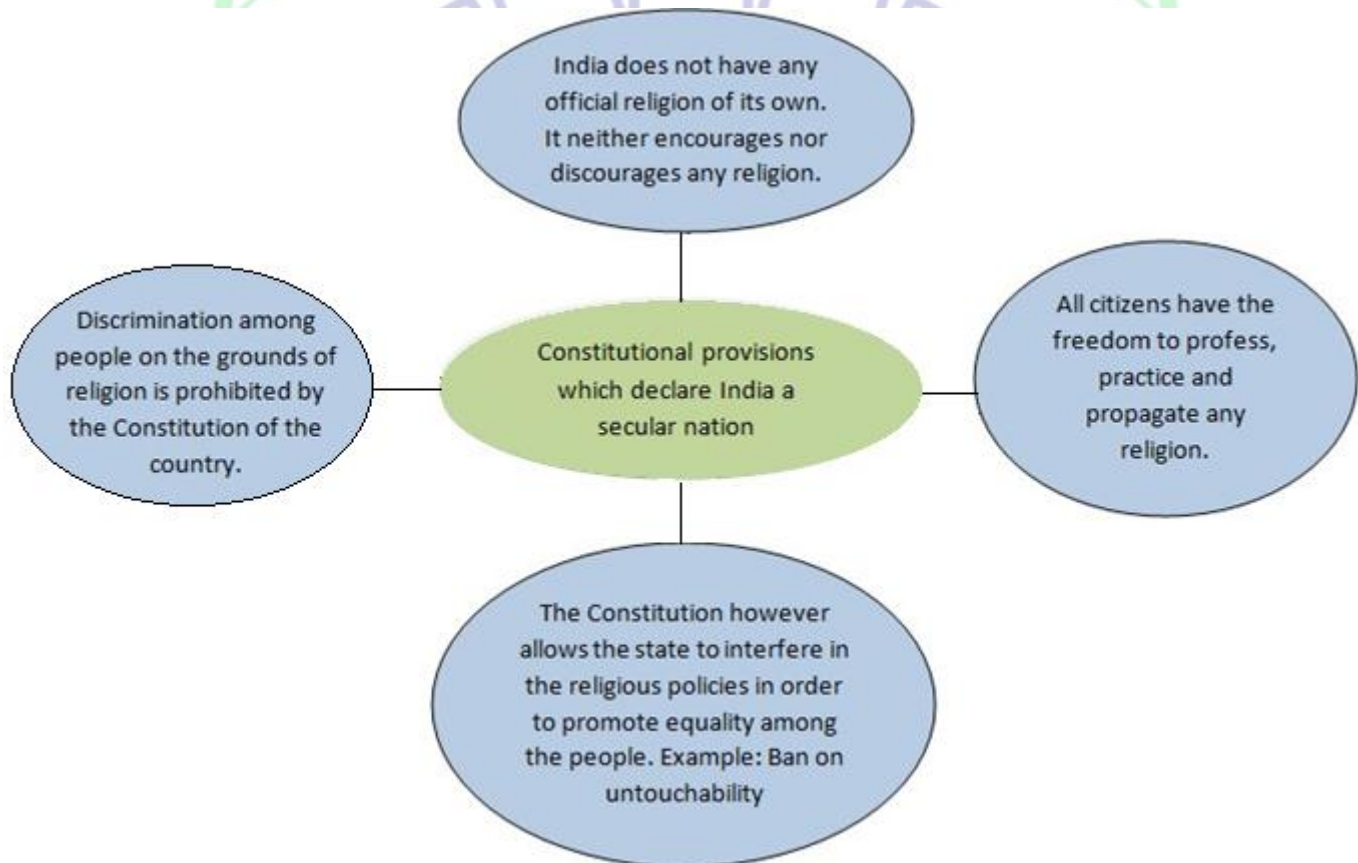 India does not have any
official religion of its own.
It neither encourages nor
discourages any religion.
Discrimination among
people on the grounds of
religion is prohibited by
the Constitution of the
country.
Constitutional provisions
which declare India a
secular nation
All citizens have the
freedom to profess,
practice and
propagate any
religion.
The Constitution however
allows the state to interfere in
the religious policies in order
to promote equality among
the people. Example: Ban on
untouchability